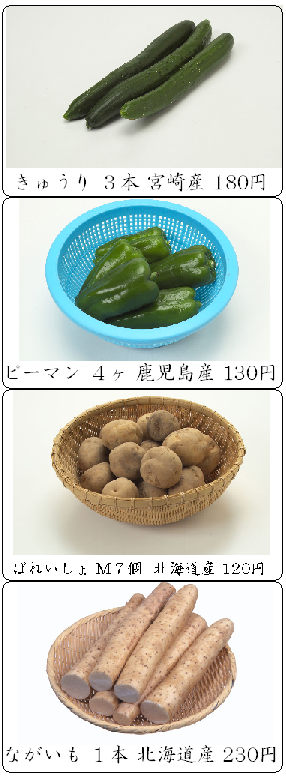 きゅうり ３本 宮崎産 180円
ピーマン ４ヶ 鹿児島産 130円
ばれいしょ M７個 北海道産 120円
ながいも １本 北海道産 230円